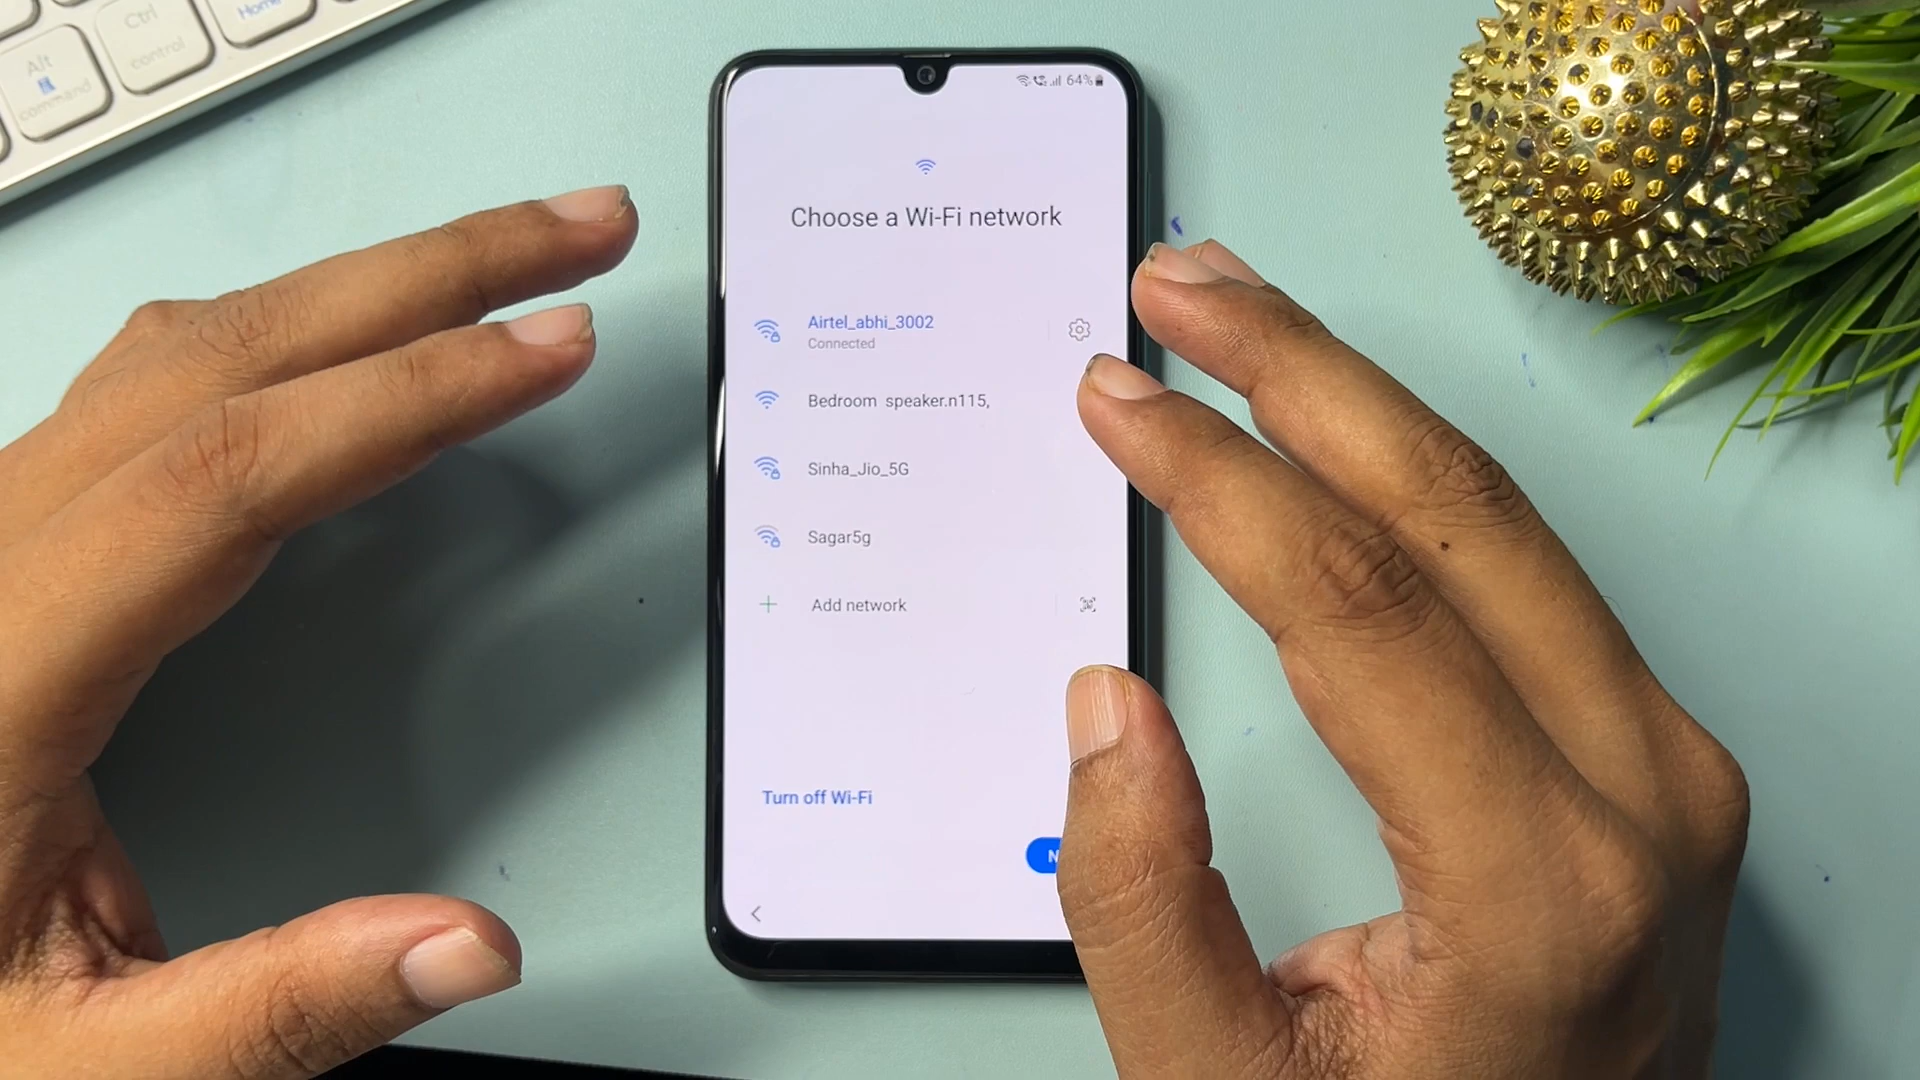 Alt
command
Ctrl
control
Home
64%
Choose a Wi-Fi network
Airtel_abhi_3002
Connected
Bedroom speaker.n115,
Sinha_Jio_5G
Sagar5g
Add network
Turn off Wi-Fi
N